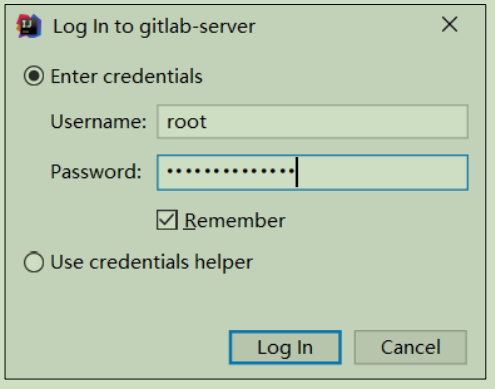 Log In to gitlab-server
Enter credentials
Username: root
Password: ••••••••••••••
Remember
Use credentials helper
Log In Cancel